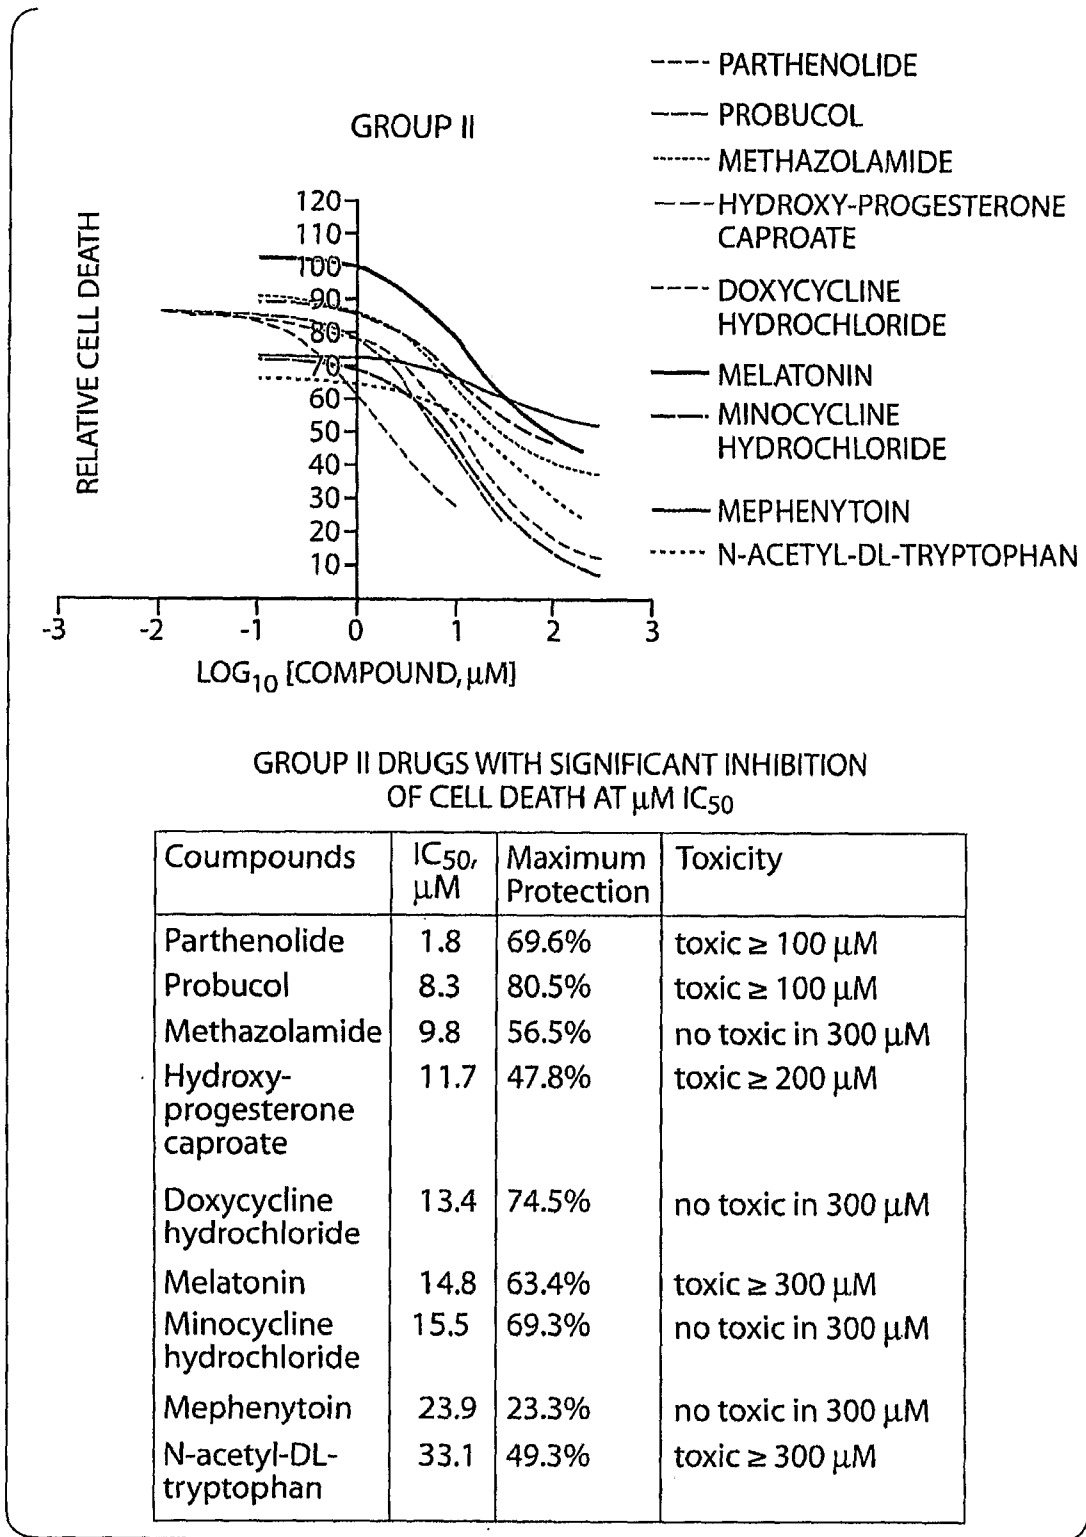 GROUP II
---- PARTHENOLIDE
--- PROBUCOL
-------- METHAZOLAMIDE
---HYDROXY-PROGESTERONE
CAPROATE
---- DOXYCYCLINE
HYDROCHLORIDE
MELATONIN
MINOCYCLINE
HYDROCHLORIDE
MEPHENYTOIN
N-ACETYL-DL-TRYPTOPHAN
RELATIVE CELL DEATH
120
110
100
90
80
70
60
50
40
30
20
10
-3 -2 -1 0 1 2 3
LOG10 [COMPOUND, µM]
GROUP II DRUGS WITH SIGNIFICANT INHIBITION
OF CELL DEATH AT µM IC50
Coumpounds IC50, Maximum Toxicity
µM Protection
Parthenolide 1.8 69.6% toxic ≥ 100 µM
Probucol 8.3 80.5% toxic ≥ 100 µM
Methazolamide 9.8 56.5% no toxic in 300 µM
Hydroxy- 11.7 47.8% toxic ≥ 200 µM
progesterone
caproate
Doxycycline 13.4 74.5% no toxic in 300 µM
hydrochloride
Melatonin 14.8 63.4% toxic ≥ 300 µM
Minocycline 15.5 69.3% no toxic in 300 µM
hydrochloride
Mephenytoin 23.9 23.3% no toxic in 300 µM
N-acetyl-DL- 33.1 49.3% toxic ≥ 300 µM
tryptophan